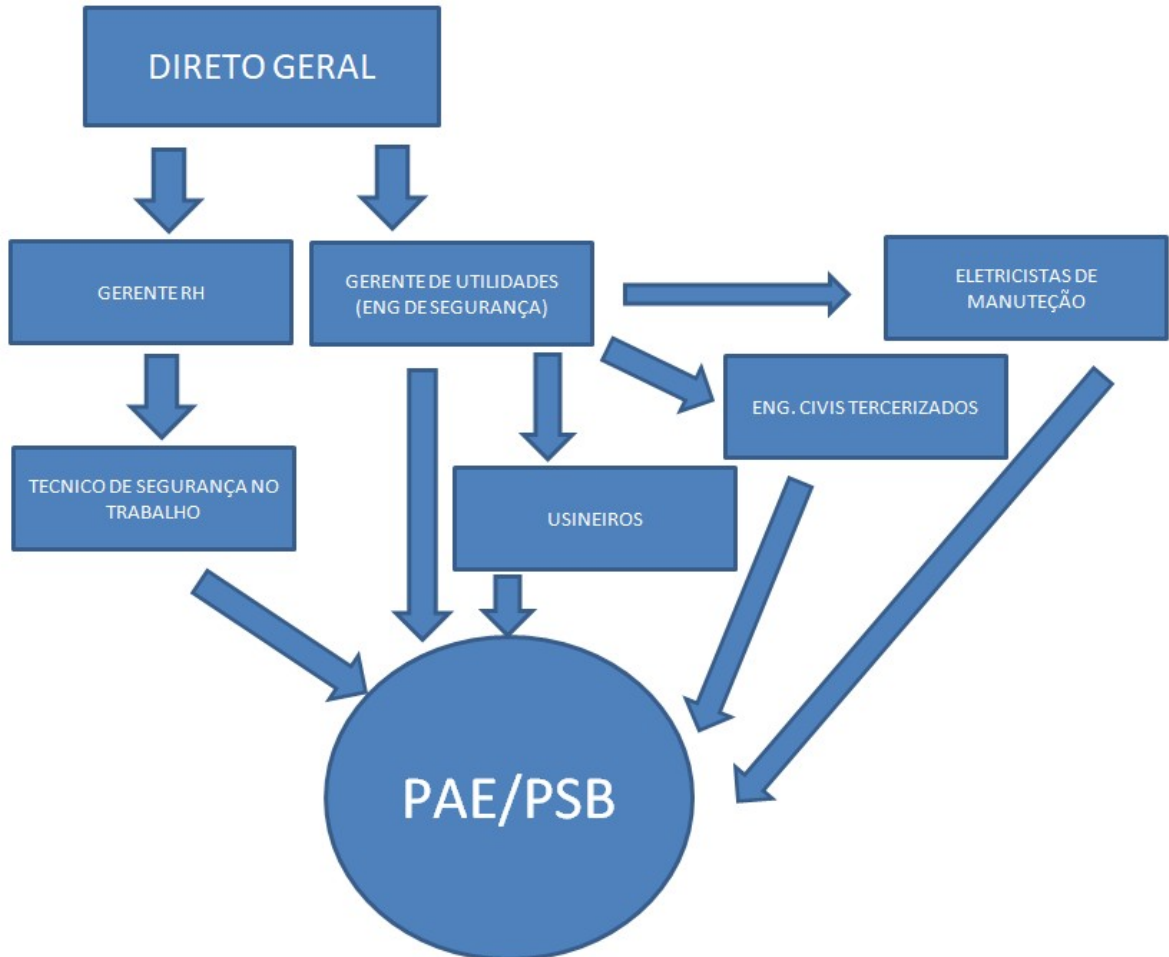 DIRETO GERAL
GERENTE RH
GERENTE DE UTILIDADES
(ENG DE SEGURANÇA)
ELETRICISTAS DE
MANUTEÇÃO
ENG. CIVIS TERCERIZADOS
TECNICO DE SEGURANÇA NO
TRABALHO
USINEIROS
PAE/PSB